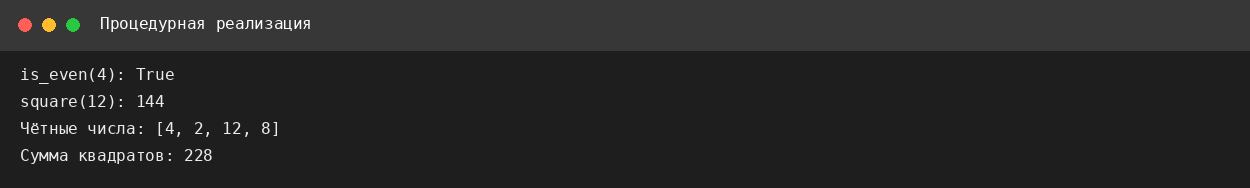 Процедурная реализация
is_even(4): True
square(12): 144
Чётные числа: [4, 2, 12, 8]
Сумма квадратов: 228